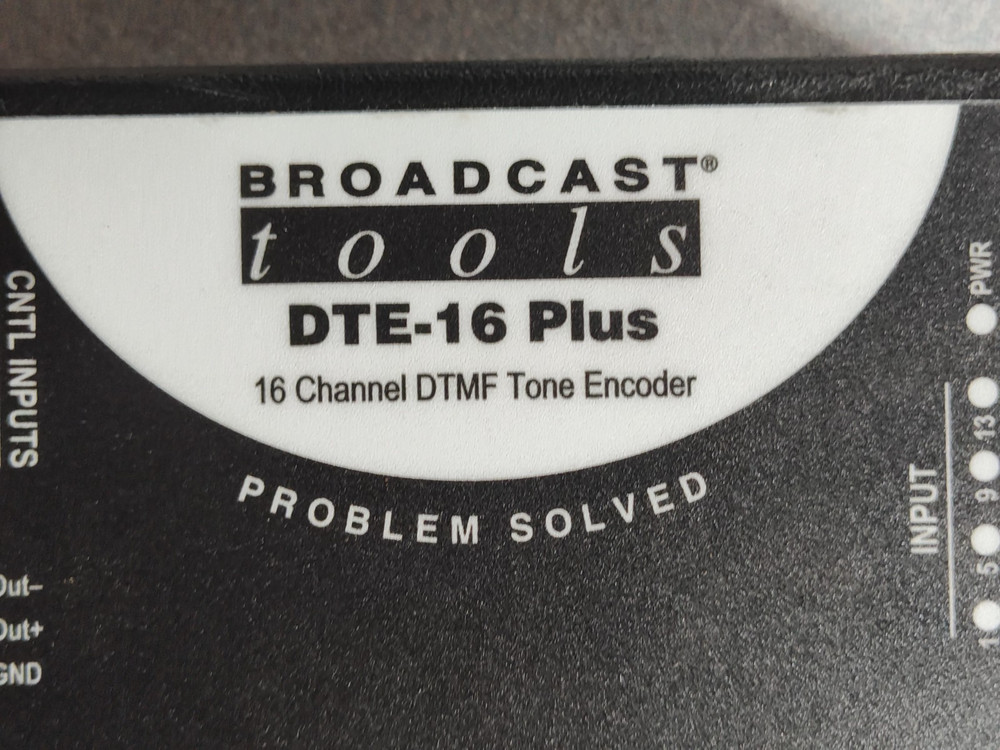 BROADCAST®
tools
DTE-16 Plus
16 Channel DTMF Tone Encoder
PROBLEM SOLVED
CNTL INPUTS
Out–
Out+
GND
PWR
INPUT
1 5 9 13